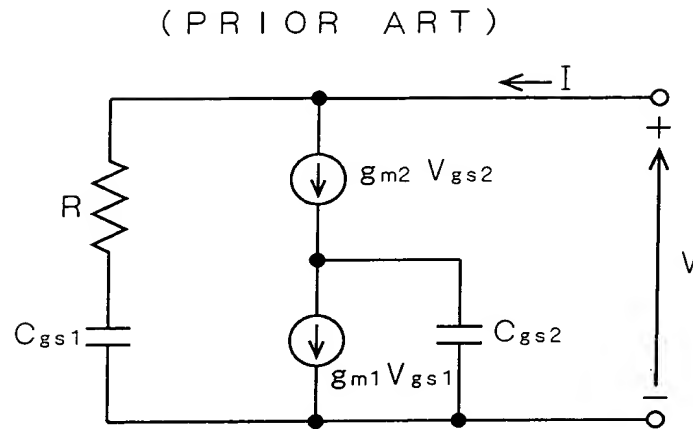 (PRIOR ART)
I
+
gm2 Vgs2
R
V
Cgs1
Cgs2
gm1Vgs1
−